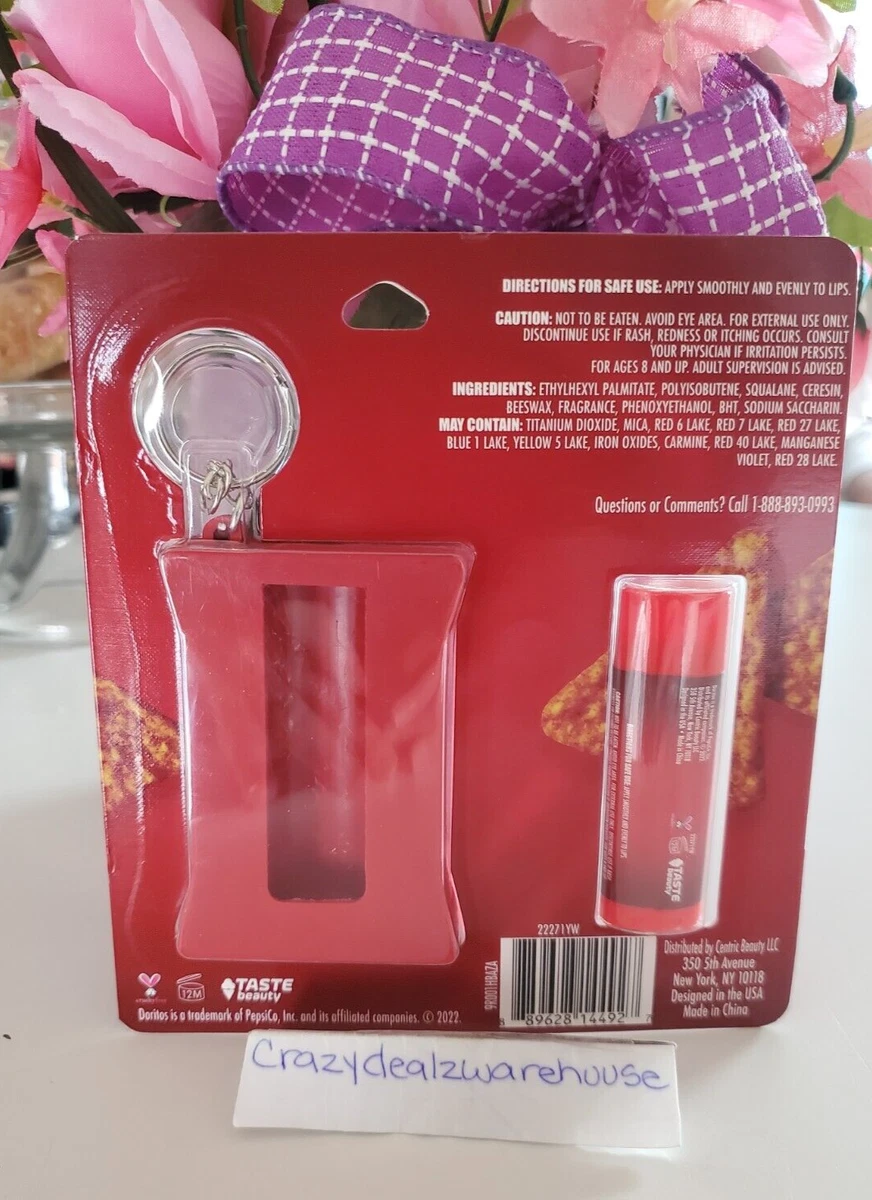 DIRECTIONS FOR SAFE USE: APPLY SMOOTHLY AND EVENLY TO LIPS.
CAUTION: NOT TO BE EATEN. AVOID EYE AREA. FOR EXTERNAL USE ONLY.
DISCONTINUE USE IF RASH, REDNESS OR ITCHING OCCURS. CONSULT
YOUR PHYSICIAN IF IRRITATION PERSISTS.
FOR AGES 8 AND UP. ADULT SUPERVISION IS ADVISED.
INGREDIENTS: ETHYLHEXYL PALMITATE, POLYISOBUTENE, SQUALANE, CERESIN,
BEESWAX, FRAGRANCE, PHENOXYETHANOL, BHT, SODIUM SACCHARIN.
MAY CONTAIN: TITANIUM DIOXIDE, MICA, RED 6 LAKE, RED 7 LAKE, RED 27 LAKE,
BLUE 1 LAKE, YELLOW 5 LAKE, IRON OXIDES, CARMINE, RED 40 LAKE, MANGANESE
VIOLET, RED 28 LAKE.
Questions or Comments? Call 1-888-893-0993
TASTE
beauty
22271YW
9R001HBAZA
89628 14492
Distributed by Centric Beauty LLC
350 5th Avenue
New York, NY 10118
Designed in the USA
Made in China
12M
TASTE
beauty
Doritos is a trademark of PepsiCo, Inc. and its affiliated companies. © 2022.
Crazydealzwarehuuse